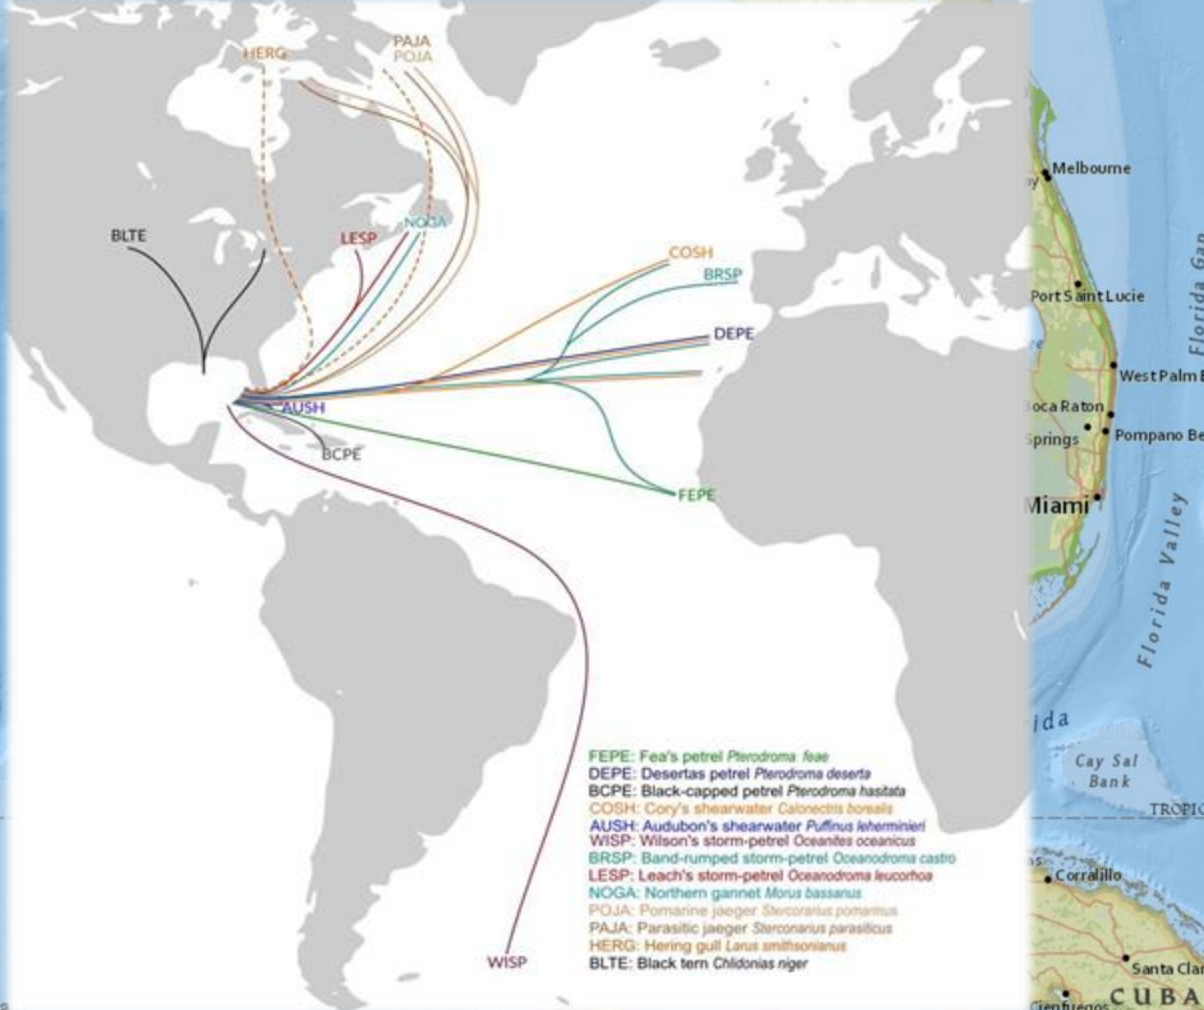 PAJA
HERG
POJA
Melbourne
NOGA
BLTE
LESP
COSH
Florida Gap
BRSP
Port Saint Lucie
DEPE
West Palm B
Boca Raton
AUSH
Springs
Pompano Be
BCPE
FEPE
Miami
Florida Valley
ida
FEPE: Fea's petrel Pterodroma feae
DEPE: Desertas petrel Pterodroma deserta
BCPE: Black-capped petrel Pterodroma hasitata
COSH: Cory's shearwater Calonectris borealis
AUSH: Audubon's shearwater Puffinus leherminieri
WISP: Wilson's storm-petrel Oceanites oceanicus
BRSP: Band-rumped storm-petrel Oceanodroma castro
LESP: Leach's storm-petrel Oceanodroma leucorhoa
NOGA: Northern gannet Morus bassanus
POJA: Pomarine jaeger Stercorarius pomarinus
PAJA: Parasitic jaeger Sterconarius parasiticus
HERG: Hering gull Larus smithsonianus
BLTE: Black tern Chlidonias niger
WISP
Cay Sal
Bank
TROPIC
Corralillo
Santa Clar
Cienfuegos
CUBA